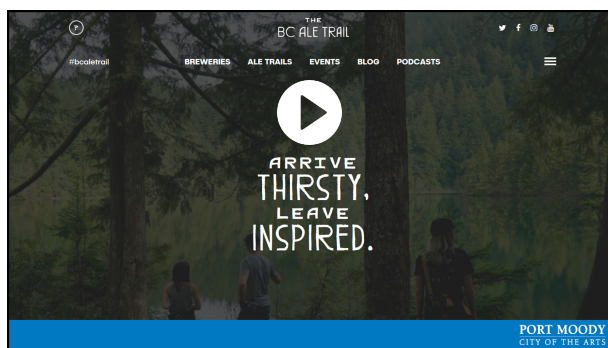 THE
BC ALE TRAIL
#bcaletrail
BREWERIES ALE TRAILS EVENTS BLOG PODCASTS
ARRIVE
THIRSTY,
LEAVE
INSPIRED.
PORT MOODY
CITY OF THE ARTS